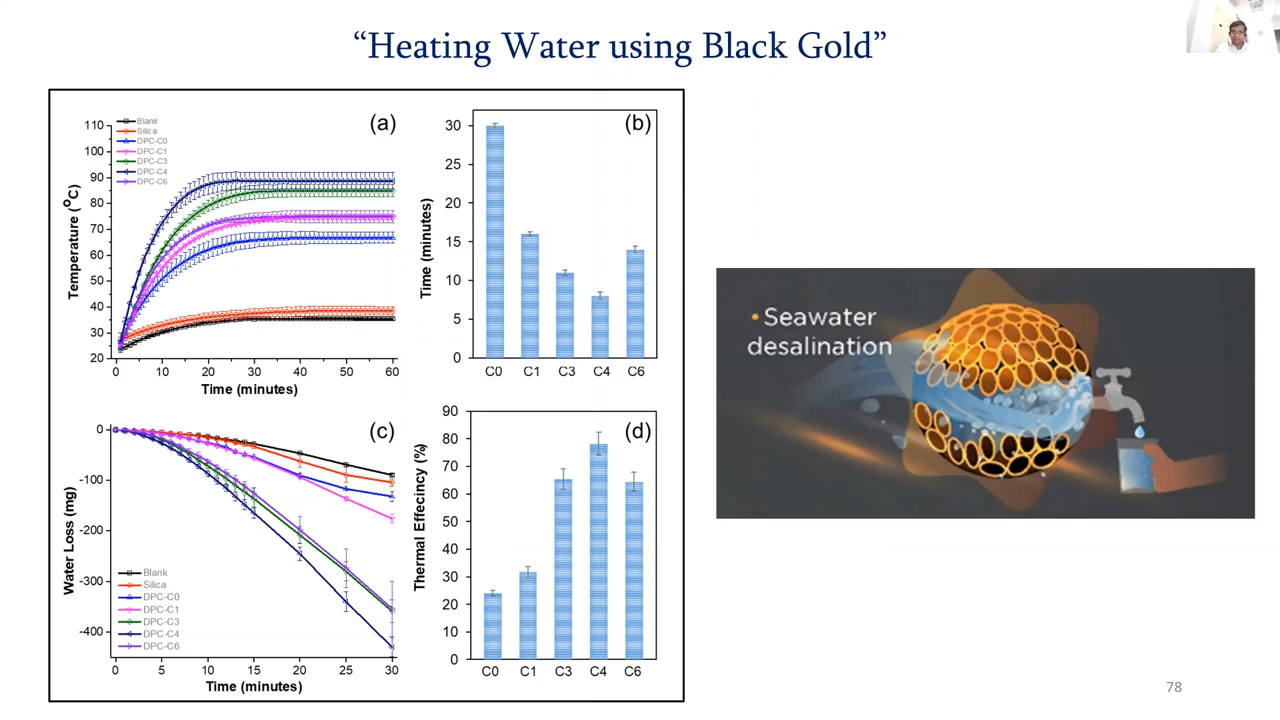 “Heating Water using Black Gold”
(a)
Blank
Silica
DPC-C0
DPC-C1
DPC-C3
DPC-C4
DPC-C6
Temperature (°C)
110
100
90
80
70
60
50
40
30
20
0 10 20 30 40 50 60
Time (minutes)
(b)
Time (minutes)
30
25
20
15
10
5
0
C0 C1 C3 C4 C6
(c)
Water Loss (mg)
0
-100
-200
-300
-400
Blank
Silica
DPC-C0
DPC-C1
DPC-C3
DPC-C4
DPC-C6
0 5 10 15 20 25 30
Time (minutes)
(d)
Thermal Effecincy (%)
90
80
70
60
50
40
30
20
10
0
C0 C1 C3 C4 C6
• Seawater
desalination
78